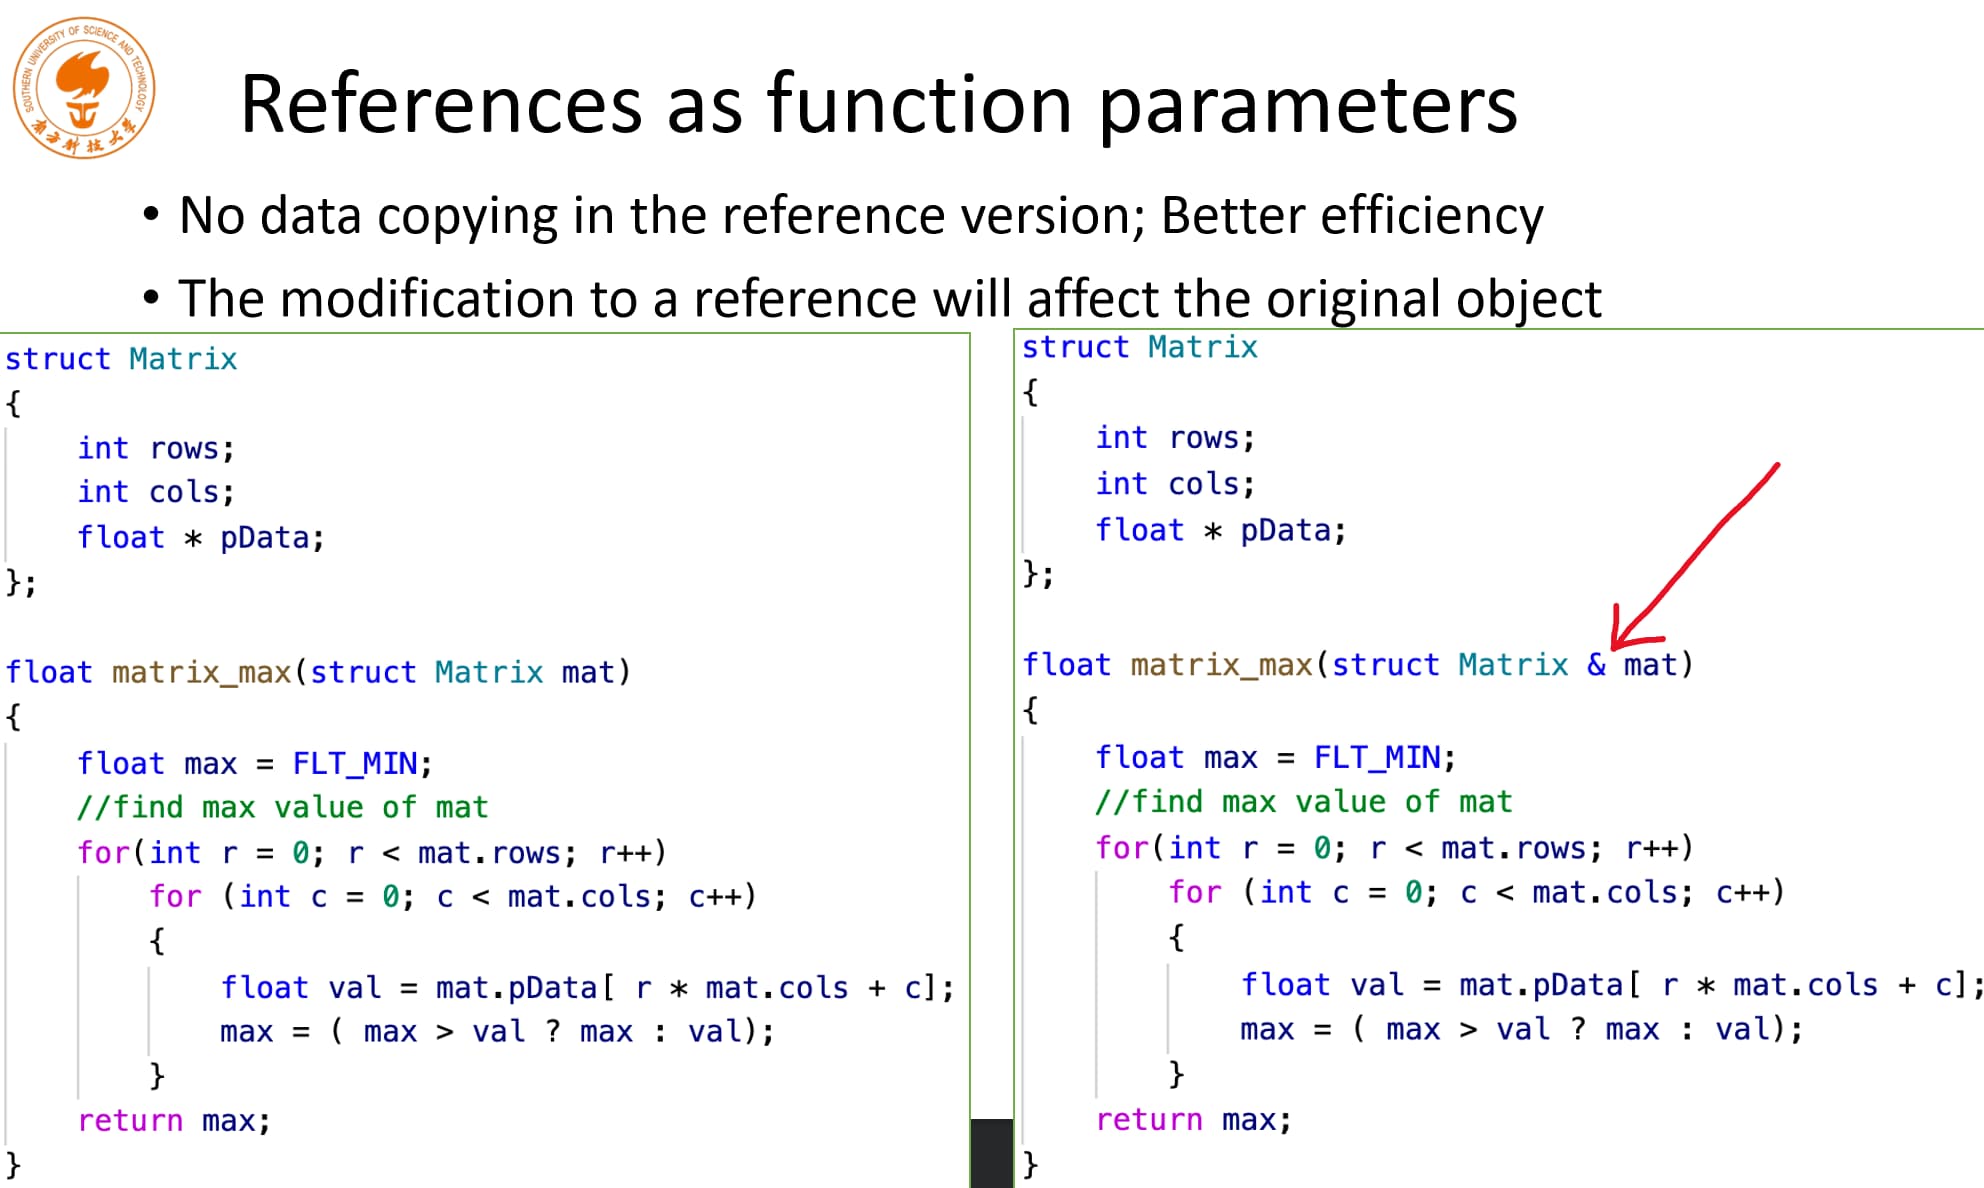 SOUTHERN UNIVERSITY OF SCIENCE AND TECHNOLOGY
南方科技大学
References as function parameters
• No data copying in the reference version; Better efficiency
• The modification to a reference will affect the original object
struct Matrix
{
    int rows;
    int cols;
    float * pData;
};
float matrix_max(struct Matrix mat)
{
    float max = FLT_MIN;
    //find max value of mat
    for(int r = 0; r < mat.rows; r++)
        for (int c = 0; c < mat.cols; c++)
        {
            float val = mat.pData[ r * mat.cols + c];
            max = ( max > val ? max : val);
        }
    return max;
}
struct Matrix
{
    int rows;
    int cols;
    float * pData;
};
float matrix_max(struct Matrix & mat)
{
    float max = FLT_MIN;
    //find max value of mat
    for(int r = 0; r < mat.rows; r++)
        for (int c = 0; c < mat.cols; c++)
        {
            float val = mat.pData[ r * mat.cols + c];
            max = ( max > val ? max : val);
        }
    return max;
}